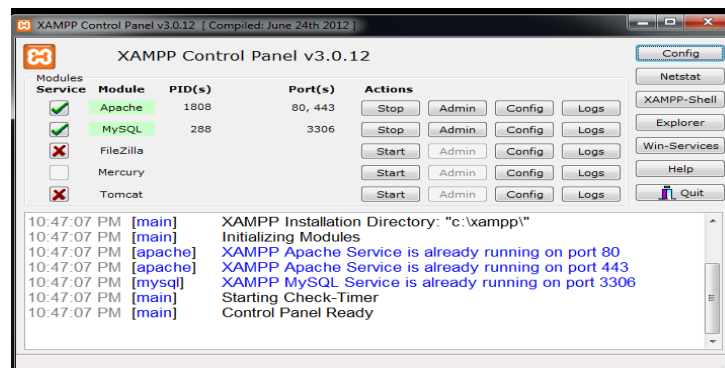 XAMPP Control Panel v3.0.12 [ Compiled: June 24th 2012 ]
XAMPP Control Panel v3.0.12
Config
Modules
Netstat
Service Module PID(s) Port(s) Actions
XAMPP-Shell
Apache 1808 80, 443 Stop Admin Config Logs
Explorer
MySQL 288 3306 Stop Admin Config Logs
Win-Services
FileZilla Start Admin Config Logs
Help
Mercury Start Admin Config Logs
Quit
Tomcat Start Admin Config Logs
10:47:07 PM [main] XAMPP Installation Directory: "c:\xampp\"
10:47:07 PM [main] Initializing Modules
10:47:07 PM [apache] XAMPP Apache Service is already running on port 80
10:47:07 PM [apache] XAMPP Apache Service is already running on port 443
10:47:07 PM [mysql] XAMPP MySQL Service is already running on port 3306
10:47:07 PM [main] Starting Check-Timer
10:47:07 PM [main] Control Panel Ready